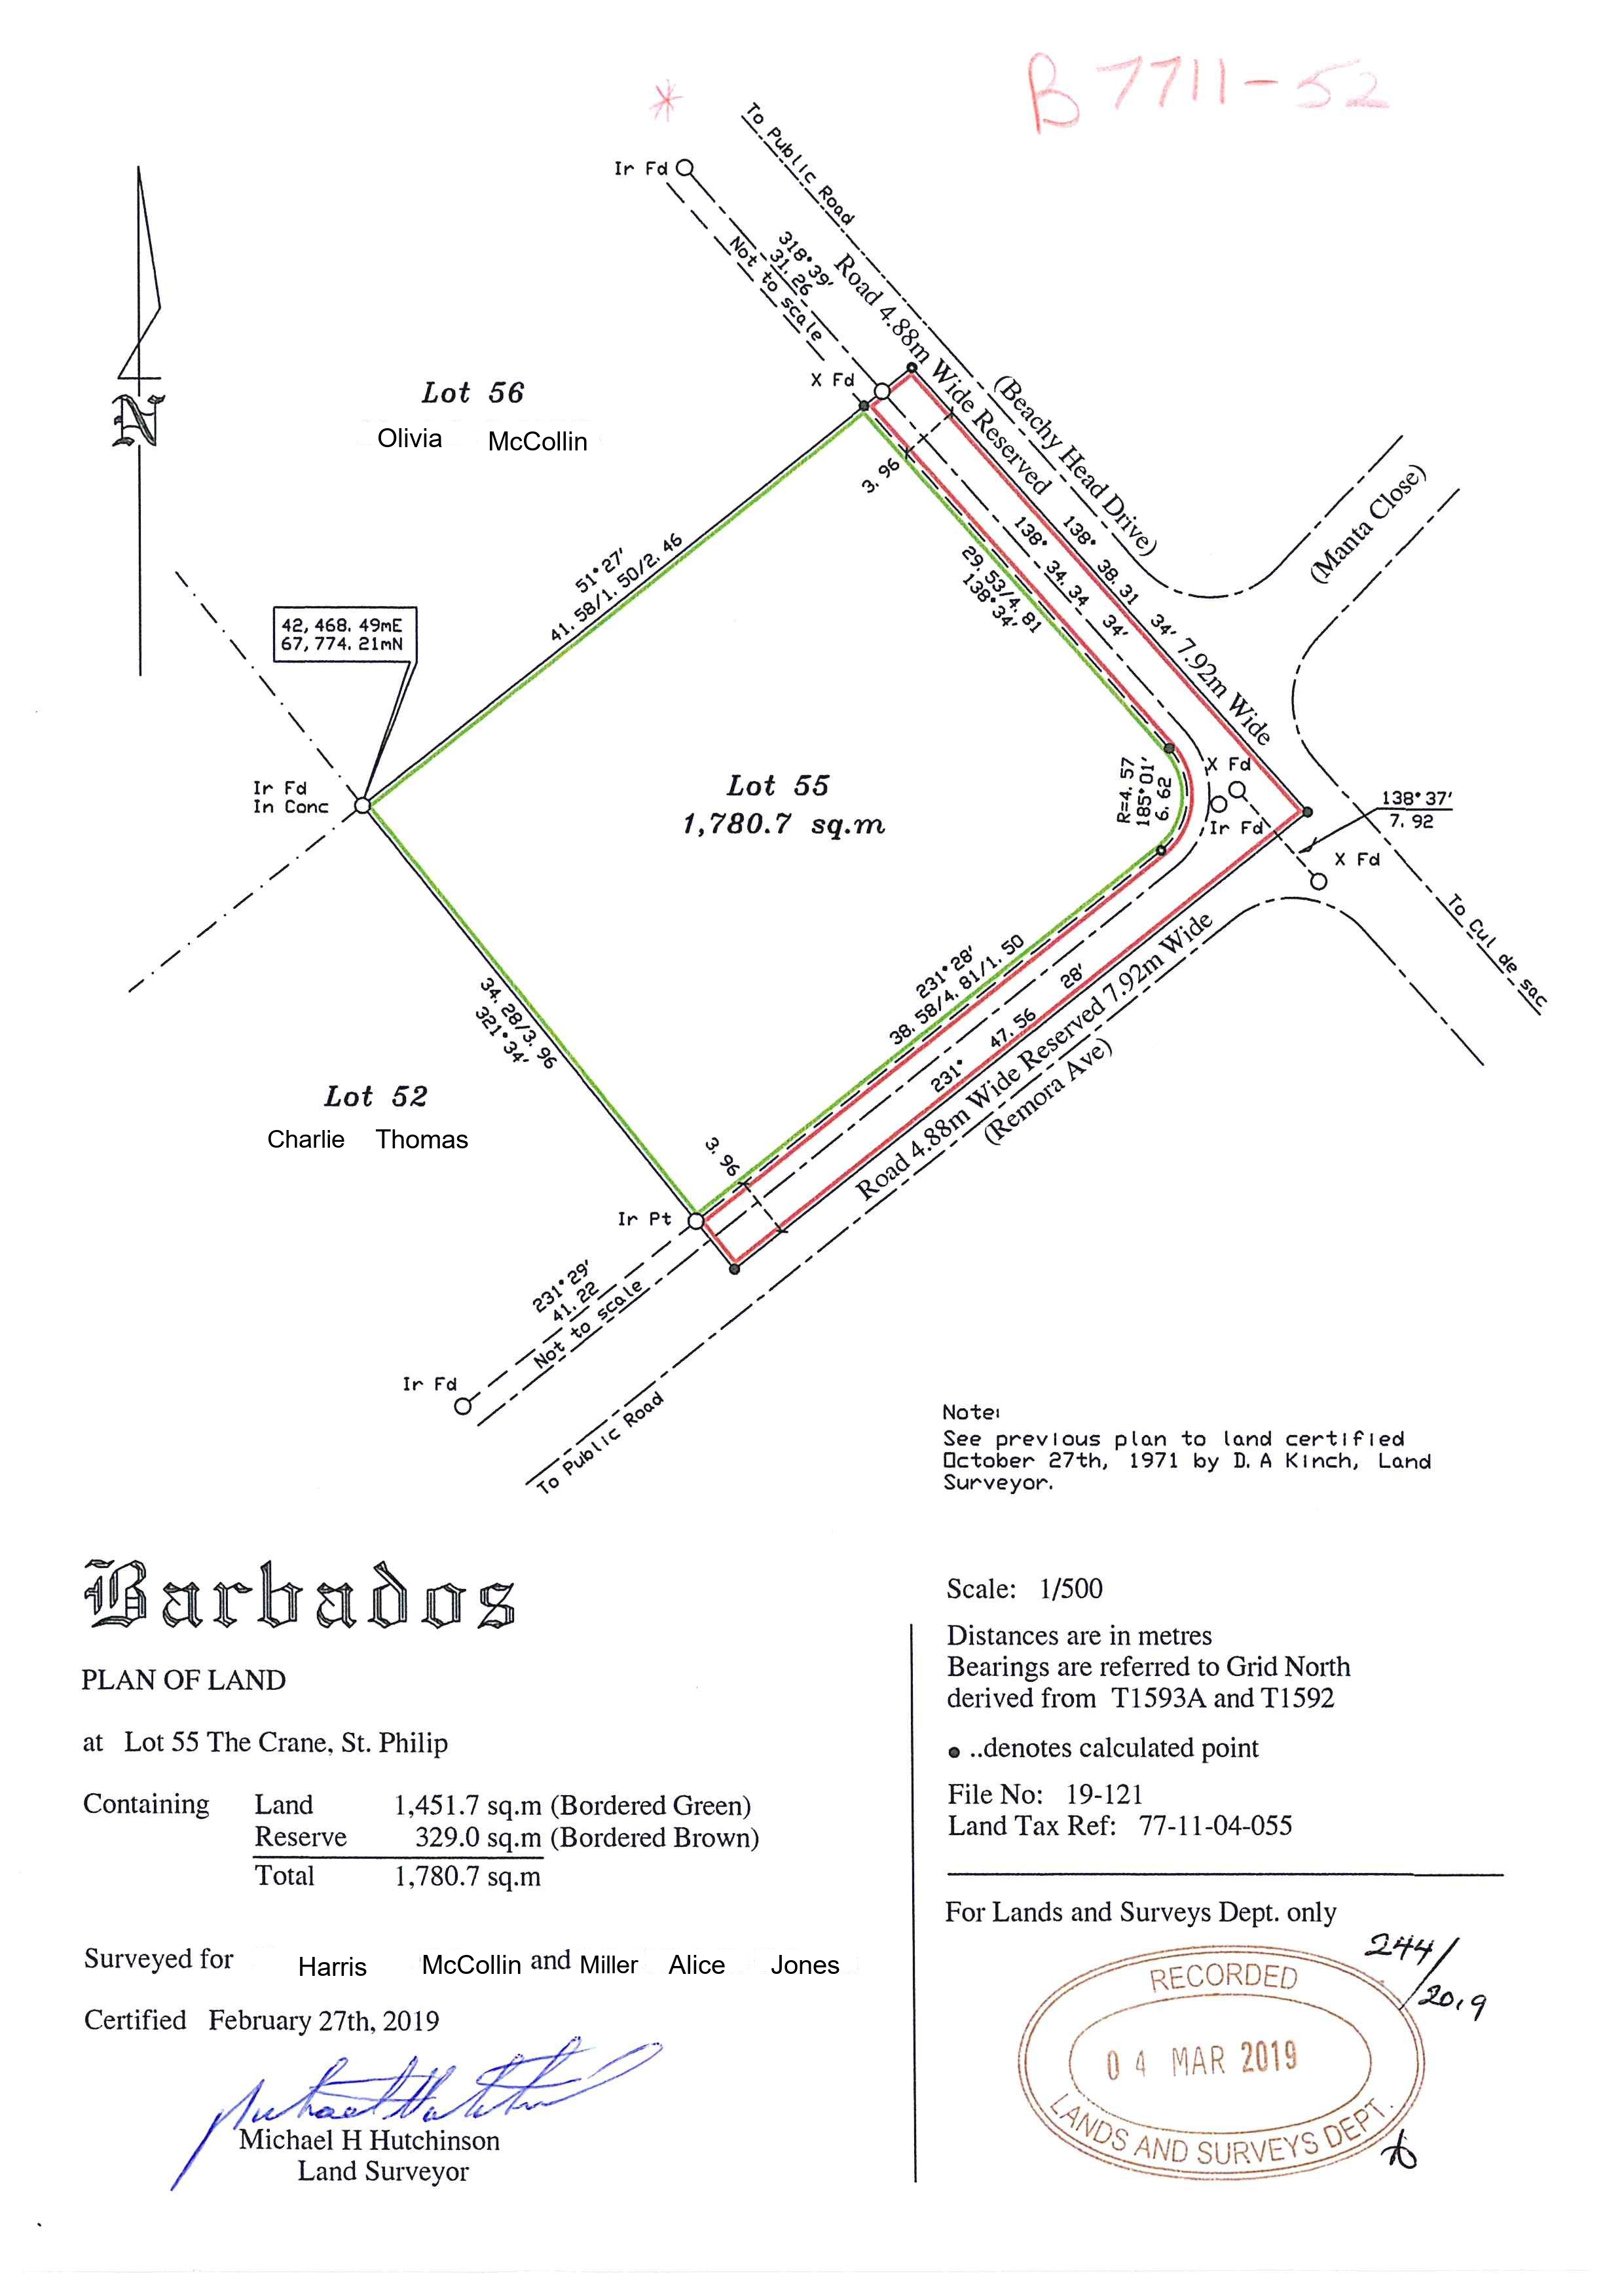 B 7711-52
*
To Public Road
Ir Fd
318°39'
31.26
Not to scale
Road 4.88m Wide Reserved
(Beachy Head Drive)
X Fd
Lot 56
Olivia McCollin
3.96
(Manta Close)
N
51°27'
41.58/1.50/2.46
29.53/4.81
138°34'
138° 34.34 34'
138° 38.31 34' 7.92m Wide
42,468.49mE
67,774.21mN
Ir Fd
In Conc
Lot 55
1,780.7 sq.m
R=4.57
185°01'
6.62
X Fd
Ir Fd
138°37'
7.92
X Fd
To Cul de sac
231°28'
38.58/4.81/1.50
34.28/3.96
321°34'
231° 47.56 28'
Road 4.88m Wide Reserved 7.92m Wide
(Remora Ave)
Lot 52
Charlie Thomas
3.96
Ir Pt
231°29'
41.22
Not to scale
Ir Fd
To Public Road
Note:
See previous plan to land certified
October 27th, 1971 by D.A Kinch, Land
Surveyor.
Barbados
PLAN OF LAND
at Lot 55 The Crane, St. Philip
Containing Land 1,451.7 sq.m (Bordered Green)
Reserve 329.0 sq.m (Bordered Brown)
Total 1,780.7 sq.m
Surveyed for Harris McCollin and Miller Alice Jones
Certified February 27th, 2019
Michael H Hutchinson
Land Surveyor
Scale: 1/500
Distances are in metres
Bearings are referred to Grid North
derived from T1593A and T1592
● ..denotes calculated point
File No: 19-121
Land Tax Ref: 77-11-04-055
For Lands and Surveys Dept. only
244/2019
RECORDED
04 MAR 2019
LANDS AND SURVEYS DEPT.